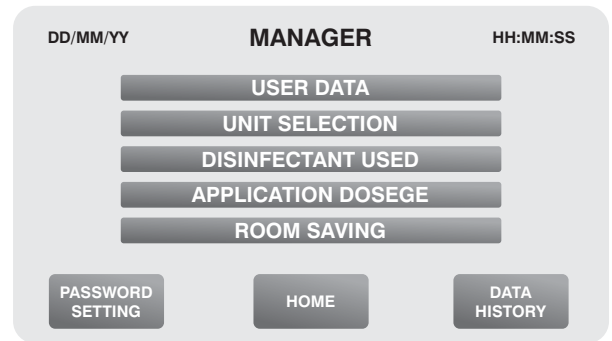 DD/MM/YY MANAGER HH:MM:SS
USER DATA
UNIT SELECTION
DISINFECTANT USED
APPLICATION DOSEGE
ROOM SAVING
PASSWORD
SETTING
HOME
DATA
HISTORY